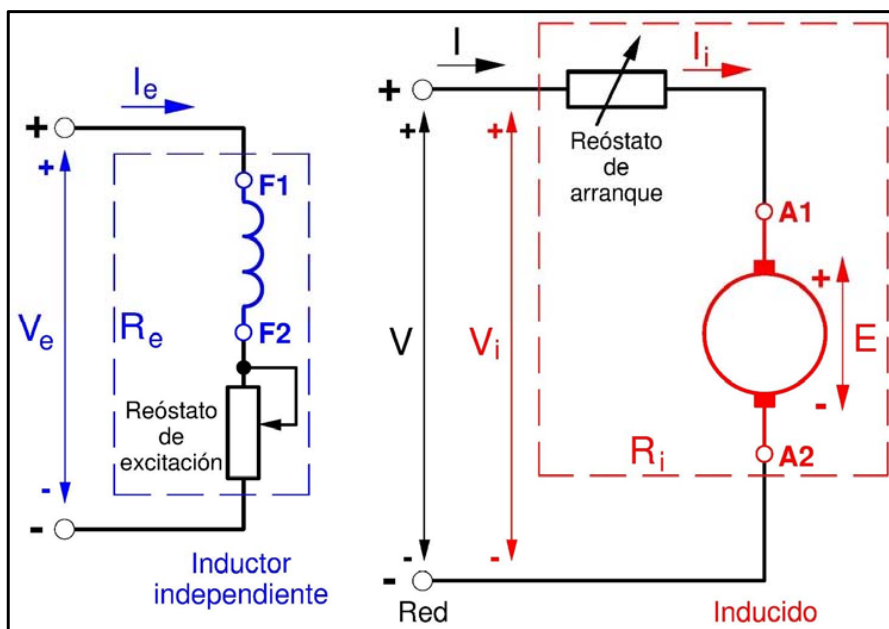 Ie
+
+
F1
Ve
Re
F2
Reóstato
de
excitación
-
-
Inductor
independiente
I
Ii
+
+
+
Reóstato
de
arranque
A1
+
V
Vi
E
-
Ri
A2
-
-
-
Red
Inducido